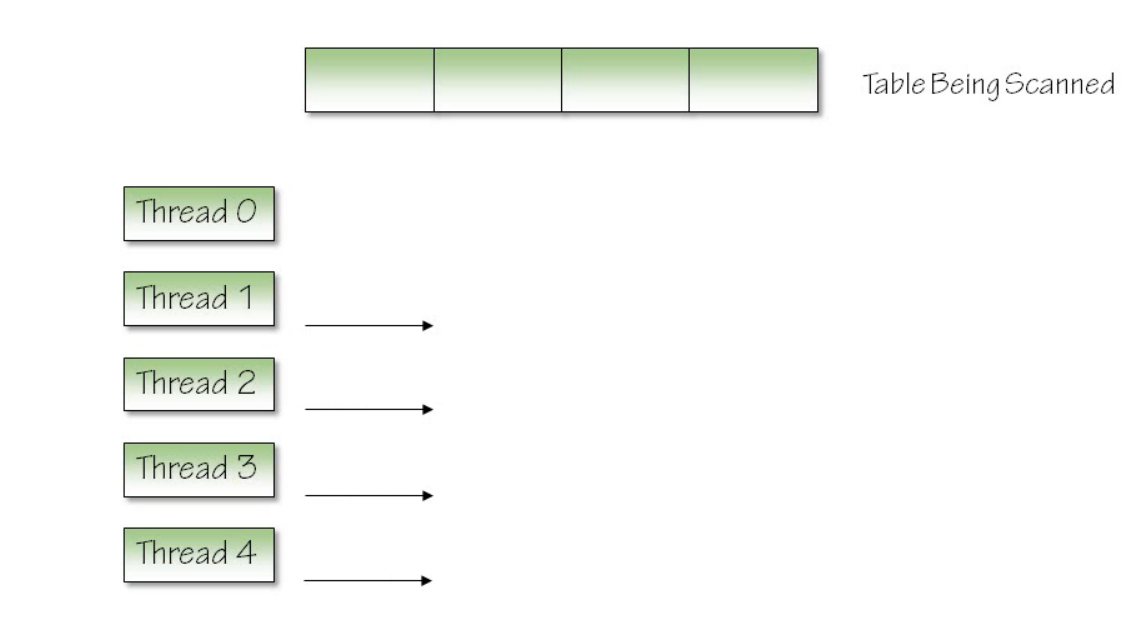 Table Being Scanned
Thread 0
Thread 1
Thread 2
Thread 3
Thread 4